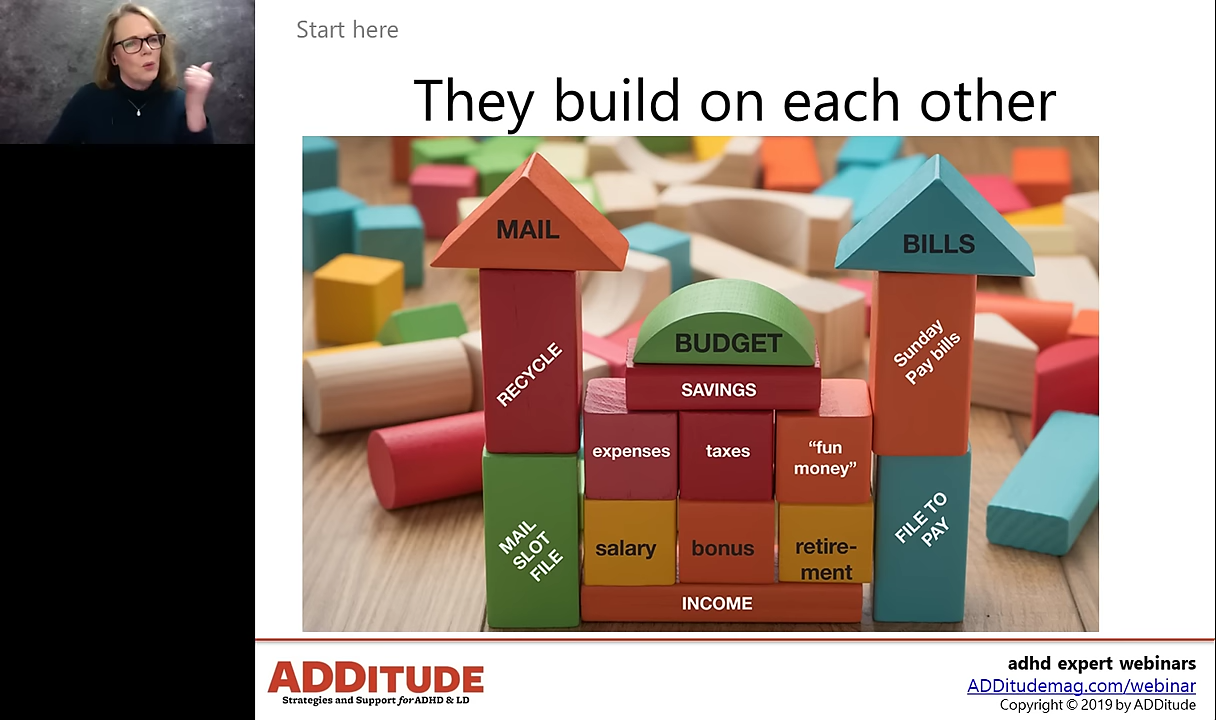 Start here
They build on each other
MAIL
BILLS
RECYCLE
BUDGET
Sunday
Pay bills
SAVINGS
expenses
taxes
“fun
money”
MAIL
SLOT
FILE
salary
bonus
retire-
ment
FILE TO
PAY
INCOME
ADDITUDE
Strategies and Support for ADHD & LD
adhd expert webinars
ADDitudemag.com/webinar
Copyright © 2019 by ADDitude